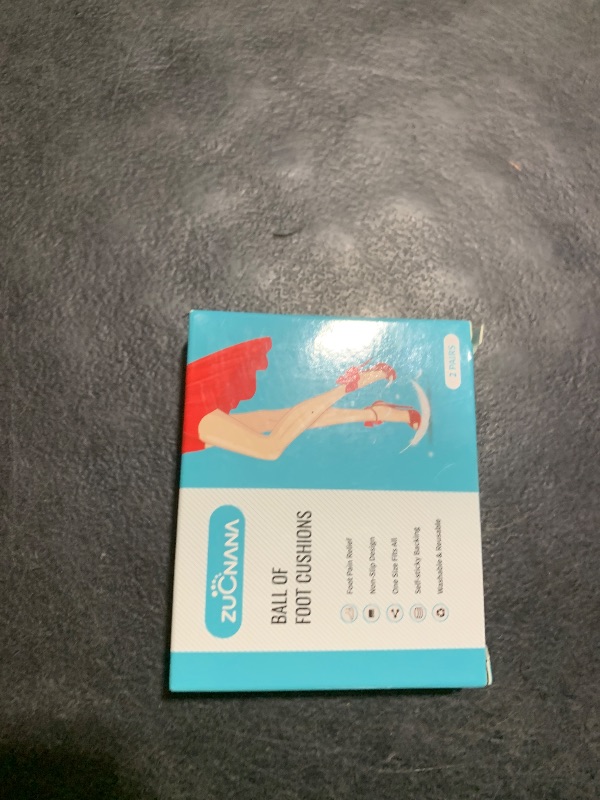 ZUCNANA
BALL OF
FOOT CUSHIONS
Foot Pain Relief
Non-Slip Design
One Size Fits All
Self-sticky Backing
Washable & Reusable
2 PAIRS